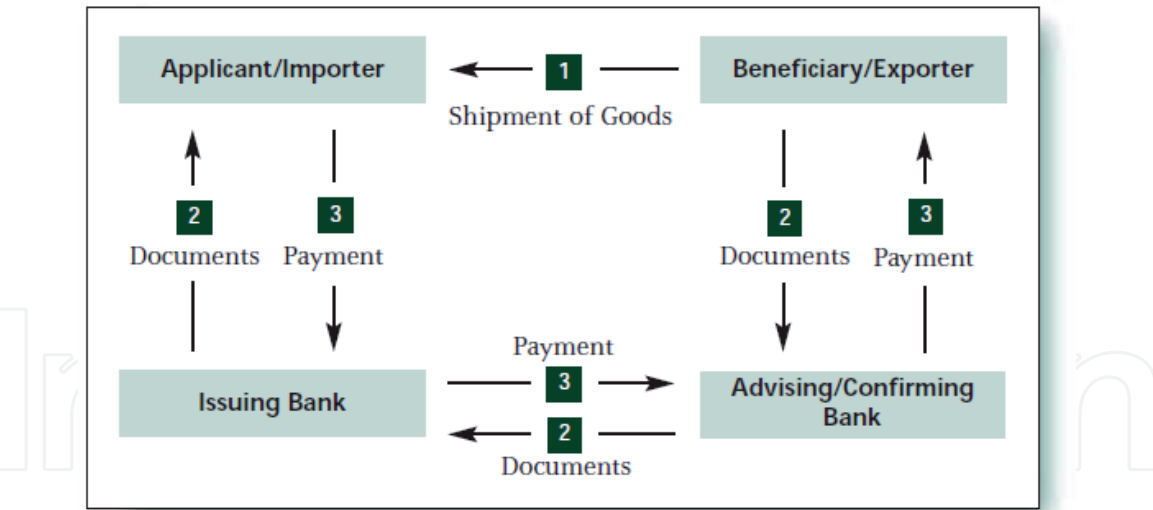 Applicant/Importer
1
Beneficiary/Exporter
Shipment of Goods
2
Documents
3
Payment
2
Documents
3
Payment
Payment
3
Issuing Bank
Advising/Confirming
Bank
2
Documents